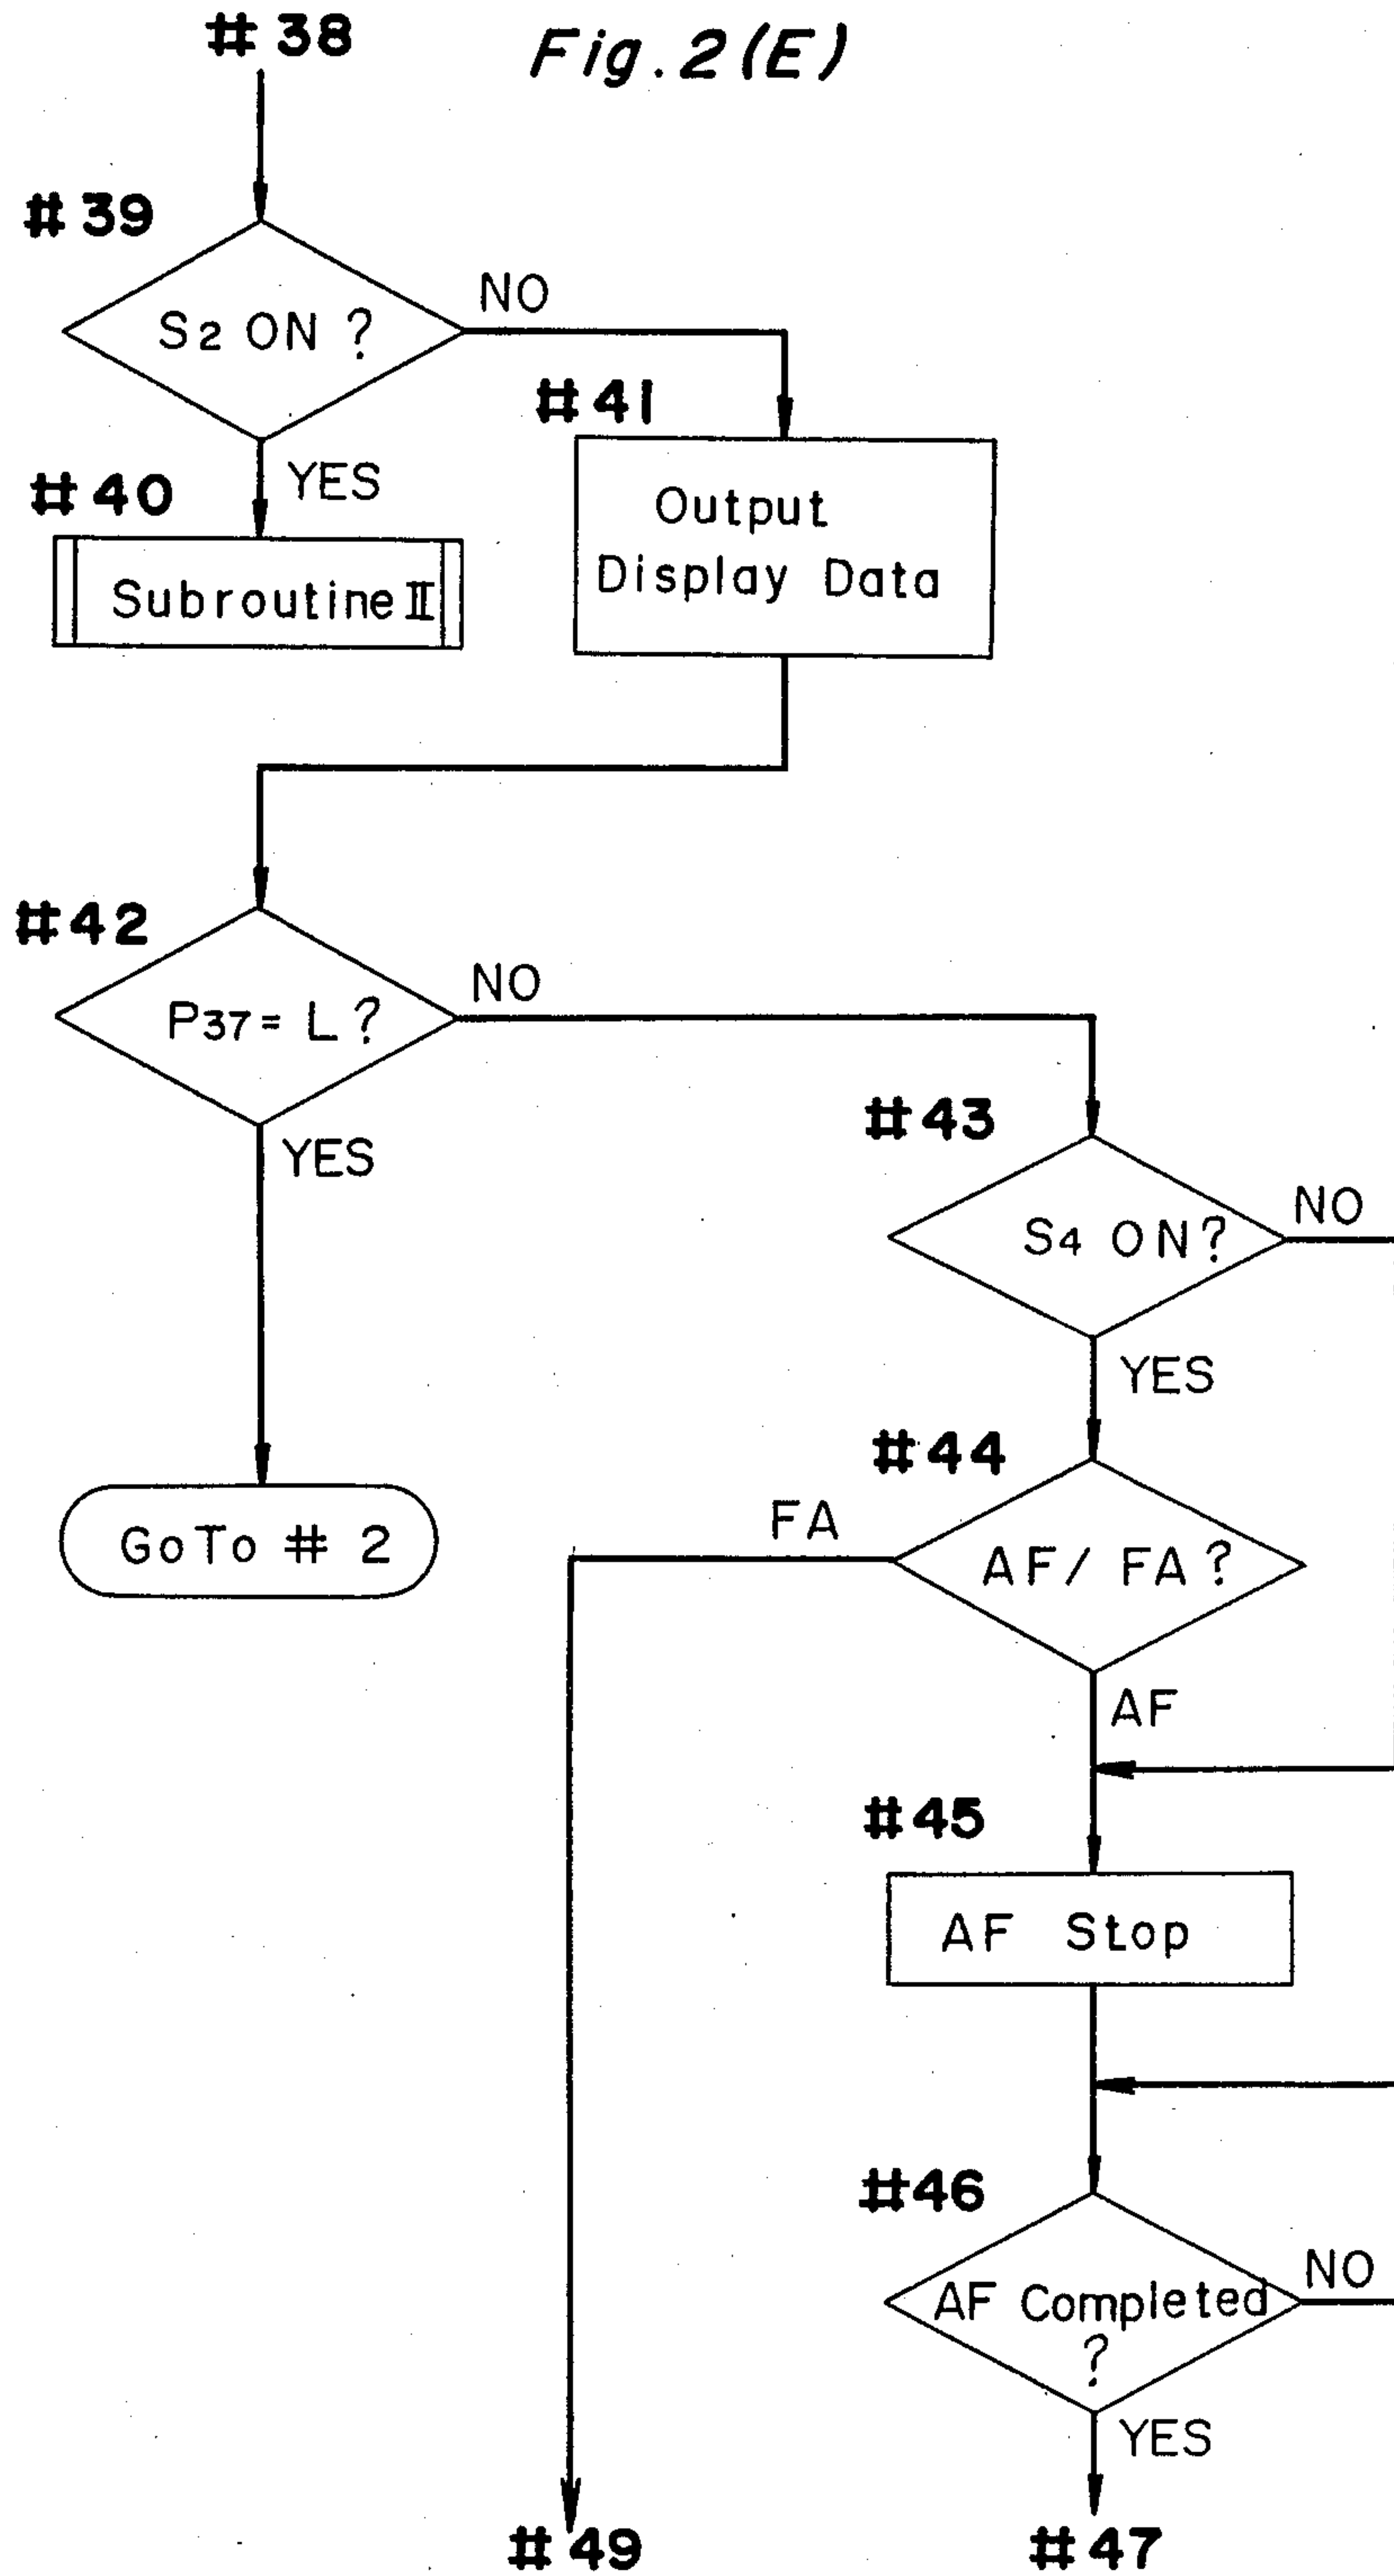 #38
Fig. 2(E)
#39
S2 ON ?
NO
#41
YES
#40
Output
Display Data
Subroutine II
#42
P37= L ?
NO
#43
YES
S4 ON?
NO
YES
#44
FA
AF/ FA ?
GoTo # 2
AF
#45
AF Stop
#46
AF Completed
?
NO
YES
#49
#47